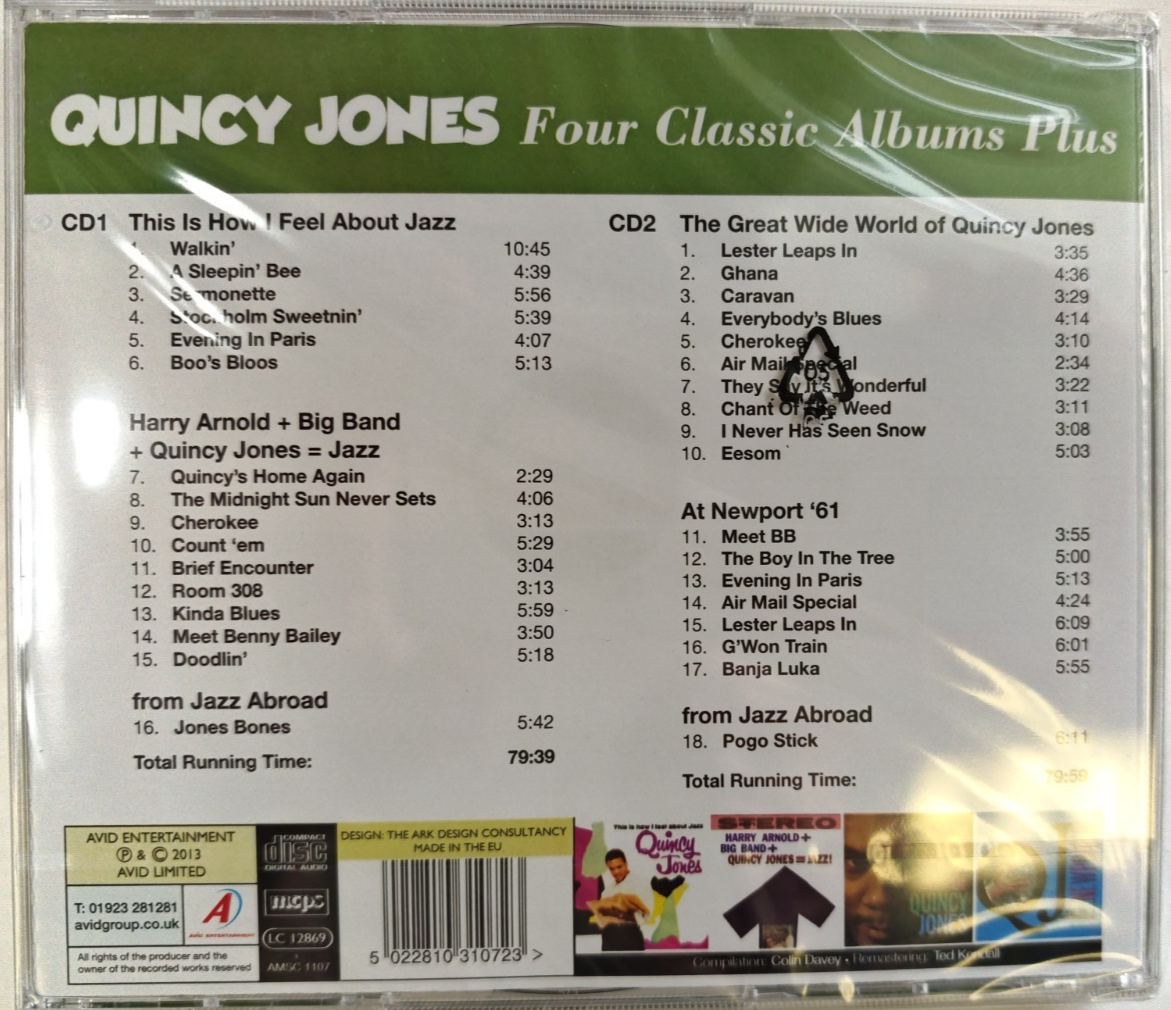 QUINCY JONES Four Classic Albums Plus
CD1 This Is How I Feel About Jazz
1. Walkin' 10:45
2. A Sleepin' Bee 4:39
3. Sermonette 5:56
4. Stockholm Sweetnin' 5:39
5. Evening In Paris 4:07
6. Boo's Bloos 5:13
Harry Arnold + Big Band
+ Quincy Jones = Jazz
7. Quincy's Home Again 2:29
8. The Midnight Sun Never Sets 4:06
9. Cherokee 3:13
10. Count 'em 5:29
11. Brief Encounter 3:04
12. Room 308 3:13
13. Kinda Blues 5:59
14. Meet Benny Bailey 3:50
15. Doodlin' 5:18
from Jazz Abroad
16. Jones Bones 5:42
Total Running Time: 79:39
CD2 The Great Wide World of Quincy Jones
1. Lester Leaps In 3:35
2. Ghana 4:36
3. Caravan 3:29
4. Everybody's Blues 4:14
5. Cherokee 3:10
6. Air Mail Special 2:34
7. They Say It's Wonderful 3:22
8. Chant Of The Weed 3:11
9. I Never Has Seen Snow 3:08
10. Eesom 5:03
At Newport '61
11. Meet BB 3:55
12. The Boy In The Tree 5:00
13. Evening In Paris 5:13
14. Air Mail Special 4:24
15. Lester Leaps In 6:09
16. G'Won Train 6:01
17. Banja Luka 5:55
from Jazz Abroad
18. Pogo Stick 6:11
Total Running Time: 79:59
AVID ENTERTAINMENT
Ⓟ & © 2013
AVID LIMITED
T: 01923 281281
avidgroup.co.uk
A
AVID ENTERTAINMENT
All rights of the producer and the
owner of the recorded works reserved
COMPACT
disc
DIGITAL AUDIO
mcps
LC 12869
AMSC 1107
DESIGN: THE ARK DESIGN CONSULTANCY
MADE IN THE EU
5 022810 310723 >
This is how I feel about Jazz
Quincy
Jones
STEREO
HARRY ARNOLD +
BIG BAND +
QUINCY JONES = JAZZ!
QUINCY
JONES
Compilation: Colin Davey • Remastering: Ted Kendall